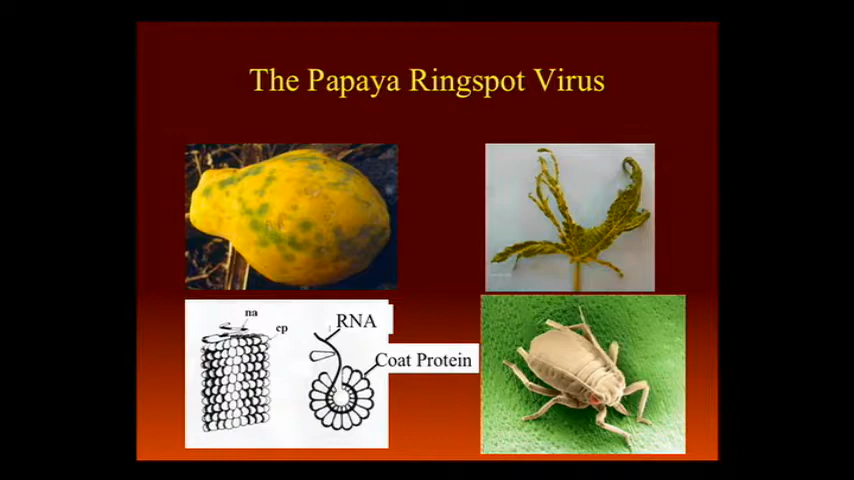 The Papaya Ringspot Virus
na
cp
RNA
Coat Protein